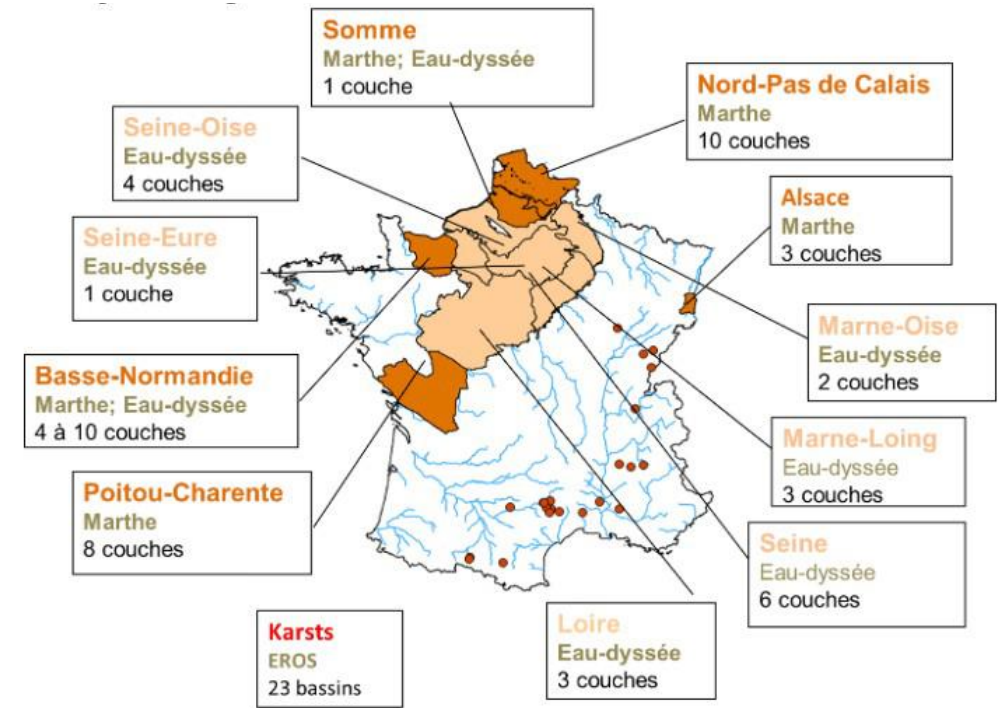 Somme
Marthe; Eau-dyssée
1 couche
Nord-Pas de Calais
Marthe
10 couches
Seine-Oise
Eau-dyssée
4 couches
Alsace
Marthe
3 couches
Seine-Eure
Eau-dyssée
1 couche
Marne-Oise
Eau-dyssée
2 couches
Basse-Normandie
Marthe; Eau-dyssée
4 à 10 couches
Marne-Loing
Eau-dyssée
3 couches
Poitou-Charente
Marthe
8 couches
Seine
Eau-dyssée
6 couches
Karsts
EROS
23 bassins
Loire
Eau-dyssée
3 couches